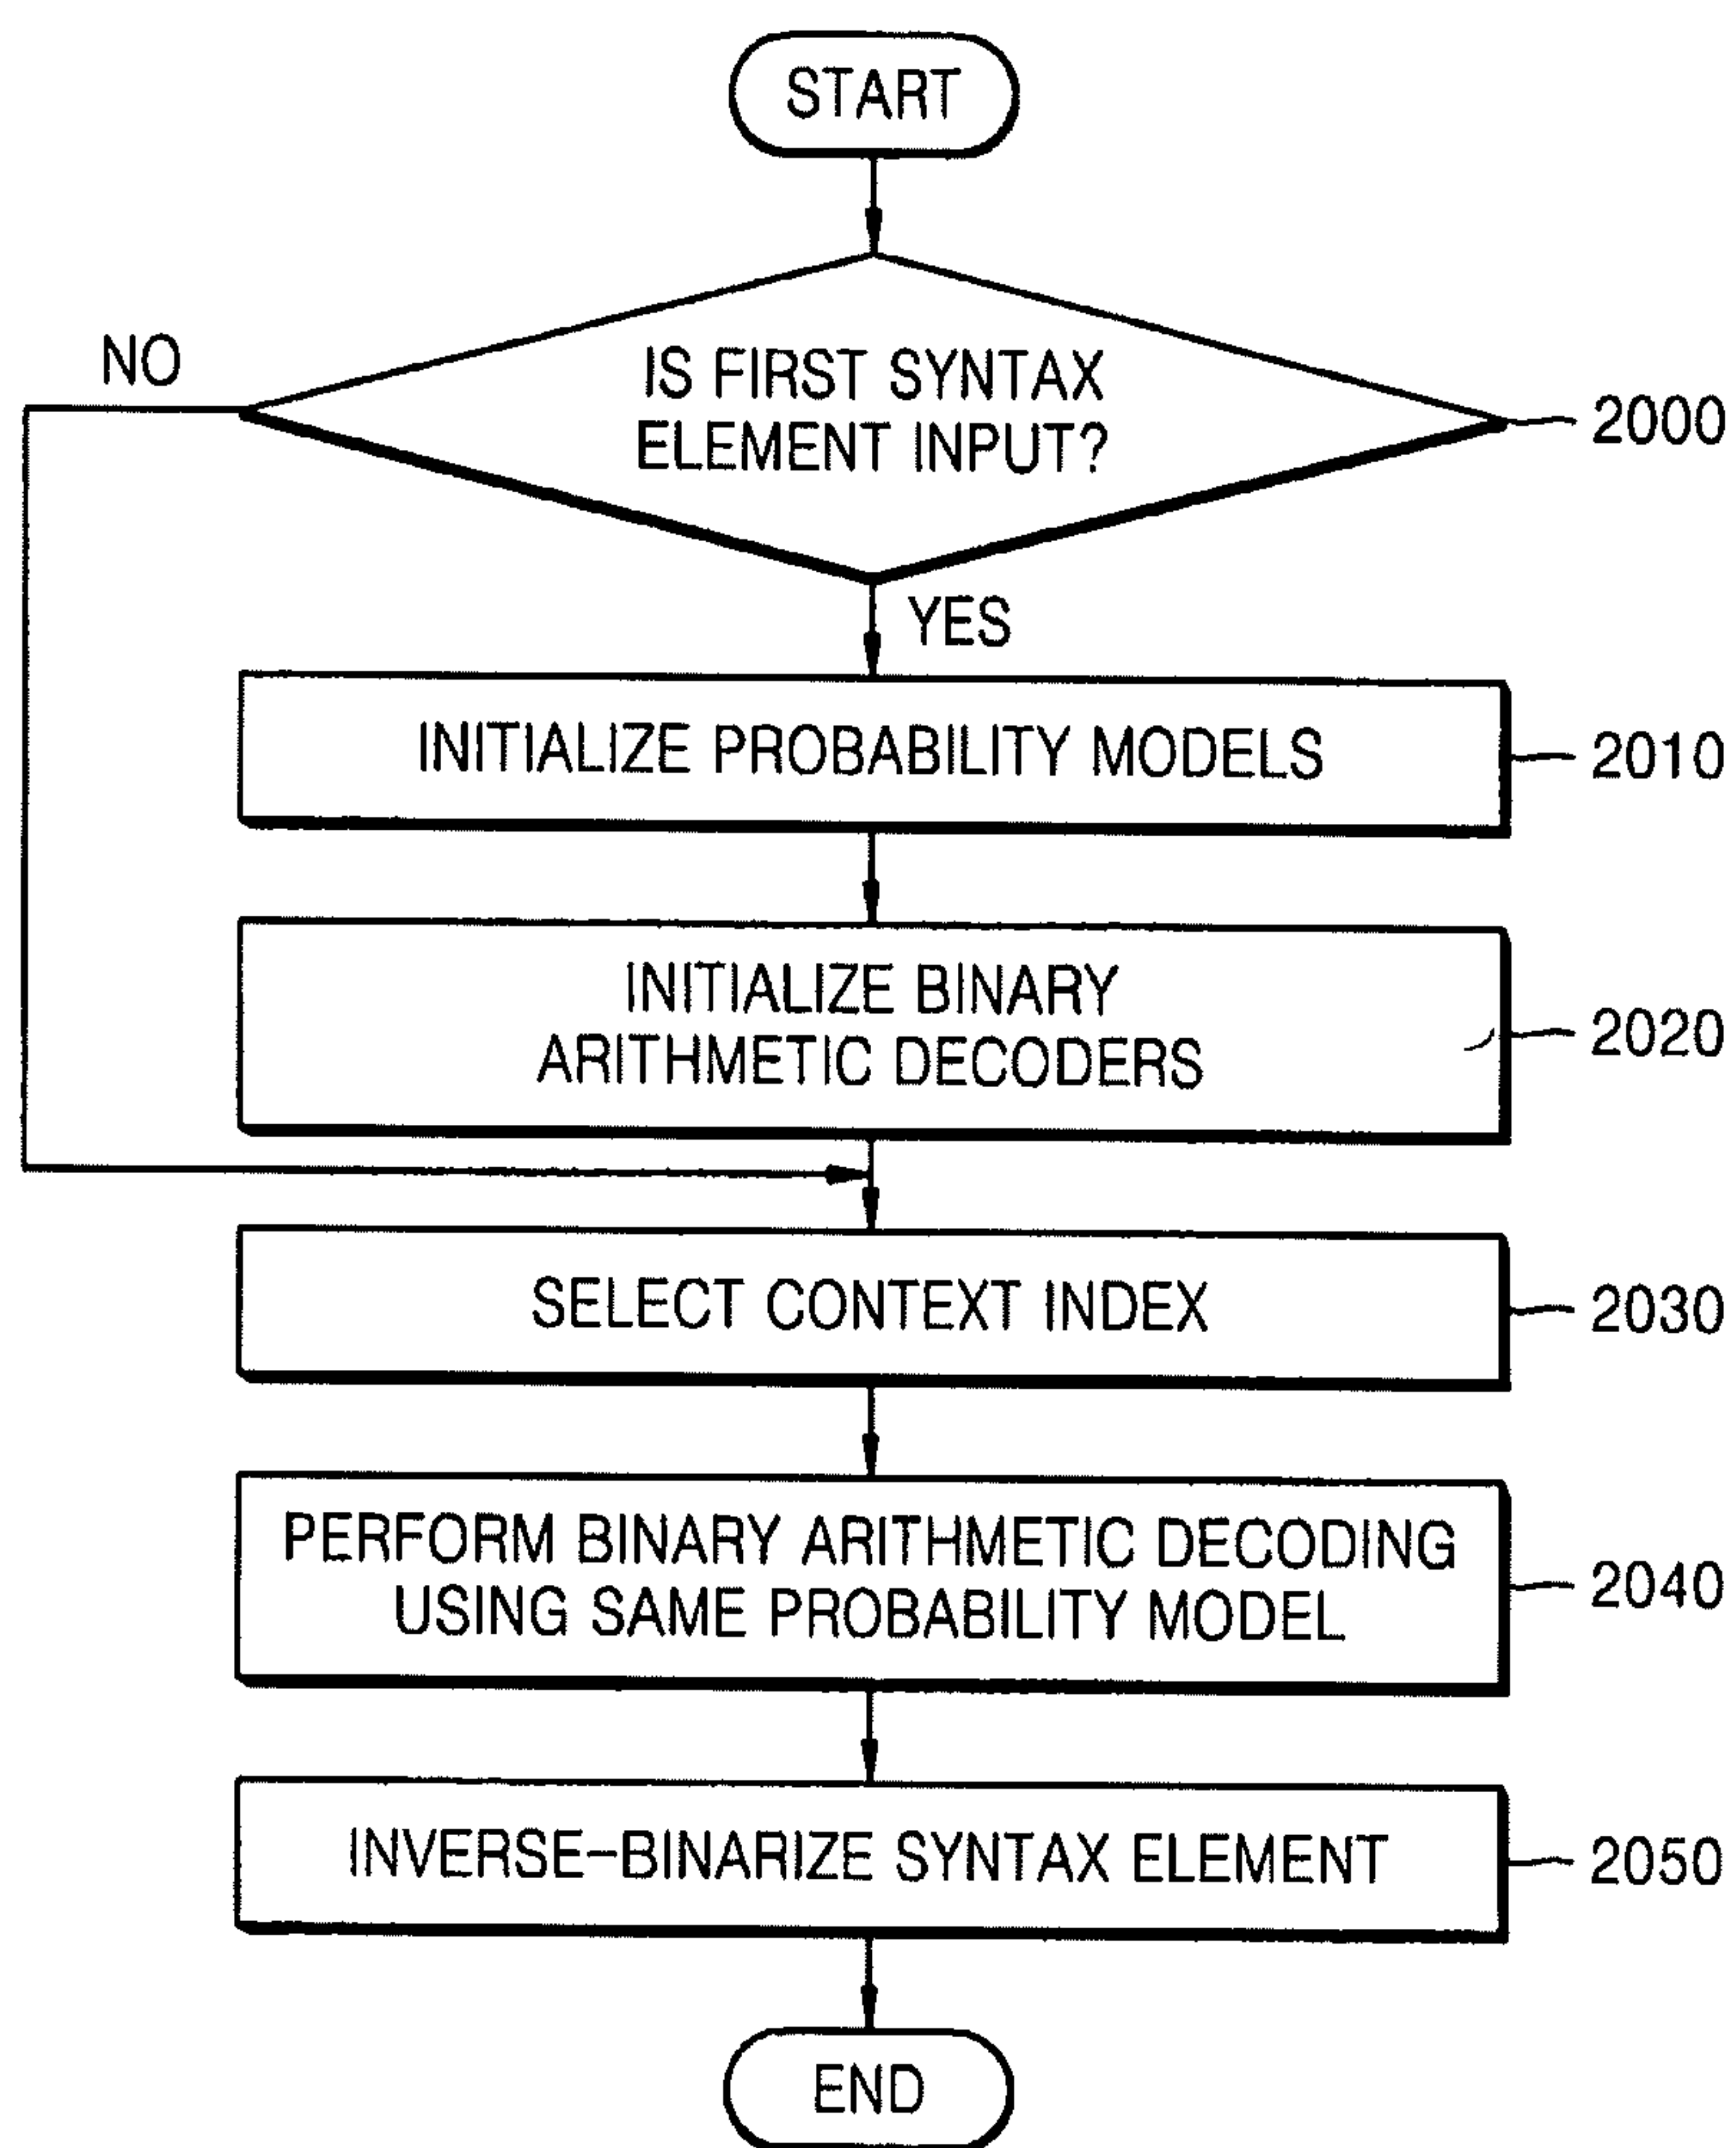 START
NO
IS FIRST SYNTAX
ELEMENT INPUT?
2000
YES
INITIALIZE PROBABILITY MODELS
2010
INITIALIZE BINARY
ARITHMETIC DECODERS
2020
SELECT CONTEXT INDEX
2030
PERFORM BINARY ARITHMETIC DECODING
USING SAME PROBABILITY MODEL
2040
INVERSE-BINARIZE SYNTAX ELEMENT
2050
END